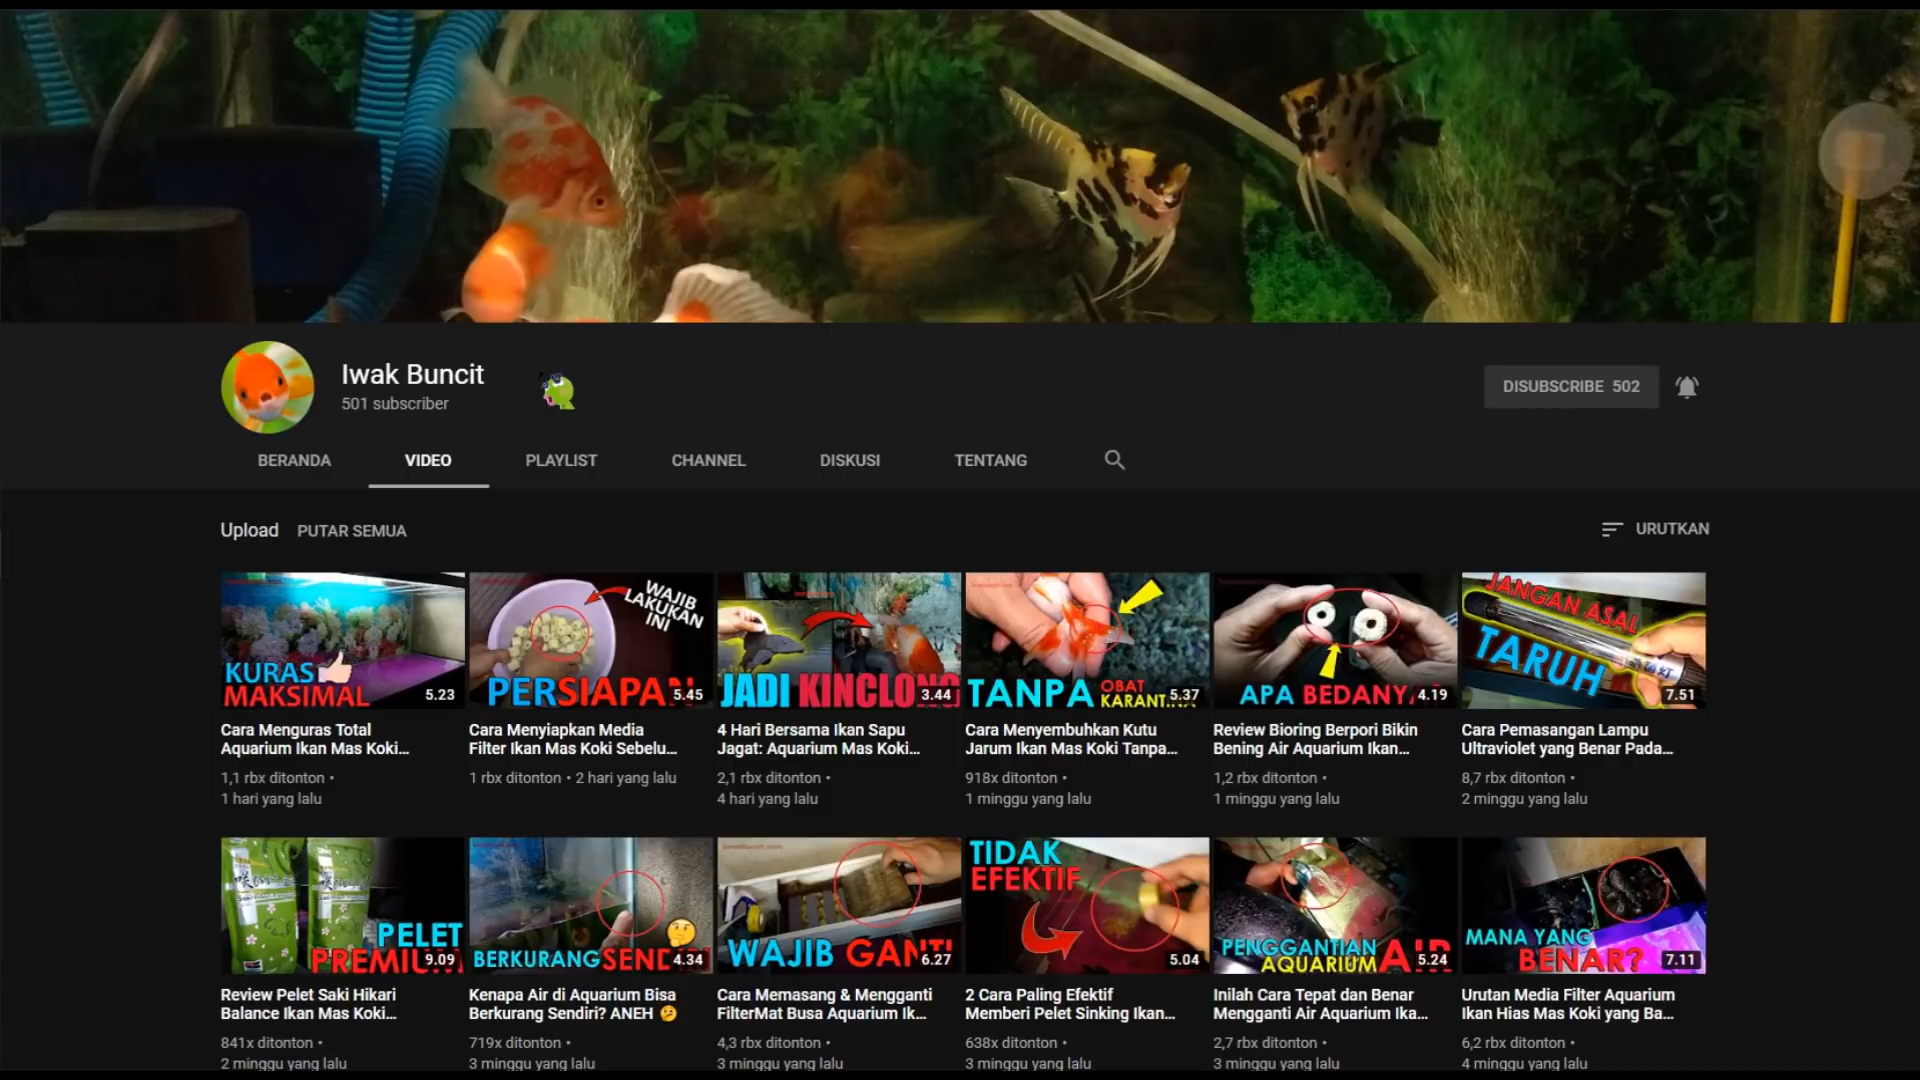 Iwak Buncit
501 subscriber
DISUBSCRIBE 502
BERANDA
VIDEO
PLAYLIST
CHANNEL
DISKUSI
TENTANG
Upload
PUTAR SEMUA
URUTKAN
KURAS
MAKSIMAL
5.23
Cara Menguras Total
Aquarium Ikan Mas Koki...
1,1 rbx ditonton •
1 hari yang lalu
WAJIB
LAKUKAN
INI
PERSIAPAN
5.45
Cara Menyiapkan Media
Filter Ikan Mas Koki Sebelu...
1 rbx ditonton • 2 hari yang lalu
JADI KINCLONG
3.44
4 Hari Bersama Ikan Sapu
Jagat: Aquarium Mas Koki...
2,1 rbx ditonton •
4 hari yang lalu
TANPA
OBAT
KARANTINA
5.37
Cara Menyembuhkan Kutu
Jarum Ikan Mas Koki Tanpa...
918x ditonton •
1 minggu yang lalu
APA BEDANYA
4.19
Review Bioring Berpori Bikin
Bening Air Aquarium Ikan...
1,2 rbx ditonton •
1 minggu yang lalu
JANGAN ASAL
TARUH
7.51
Cara Pemasangan Lampu
Ultraviolet yang Benar Pada...
8,7 rbx ditonton •
2 minggu yang lalu
PELET
PREMIUM
9.09
Review Pelet Saki Hikari
Balance Ikan Mas Koki...
841x ditonton •
2 minggu yang lalu
BERKURANG SENDIRI
4.34
Kenapa Air di Aquarium Bisa
Berkurang Sendiri? ANEH 🤔
719x ditonton •
3 minggu yang lalu
WAJIB GANTI
6.27
Cara Memasang & Mengganti
FilterMat Busa Aquarium Ik...
4,3 rbx ditonton •
3 minggu yang lalu
TIDAK
EFEKTIF
5.04
2 Cara Paling Efektif
Memberi Pelet Sinking Ikan...
638x ditonton •
3 minggu yang lalu
PENGGANTIAN
AQUARIUM AIR
5.24
Inilah Cara Tepat dan Benar
Mengganti Air Aquarium Ika...
2,7 rbx ditonton •
3 minggu yang lalu
MANA YANG
BENAR?
7.11
Urutan Media Filter Aquarium
Ikan Hias Mas Koki yang Ba...
6,2 rbx ditonton •
4 minggu yang lalu